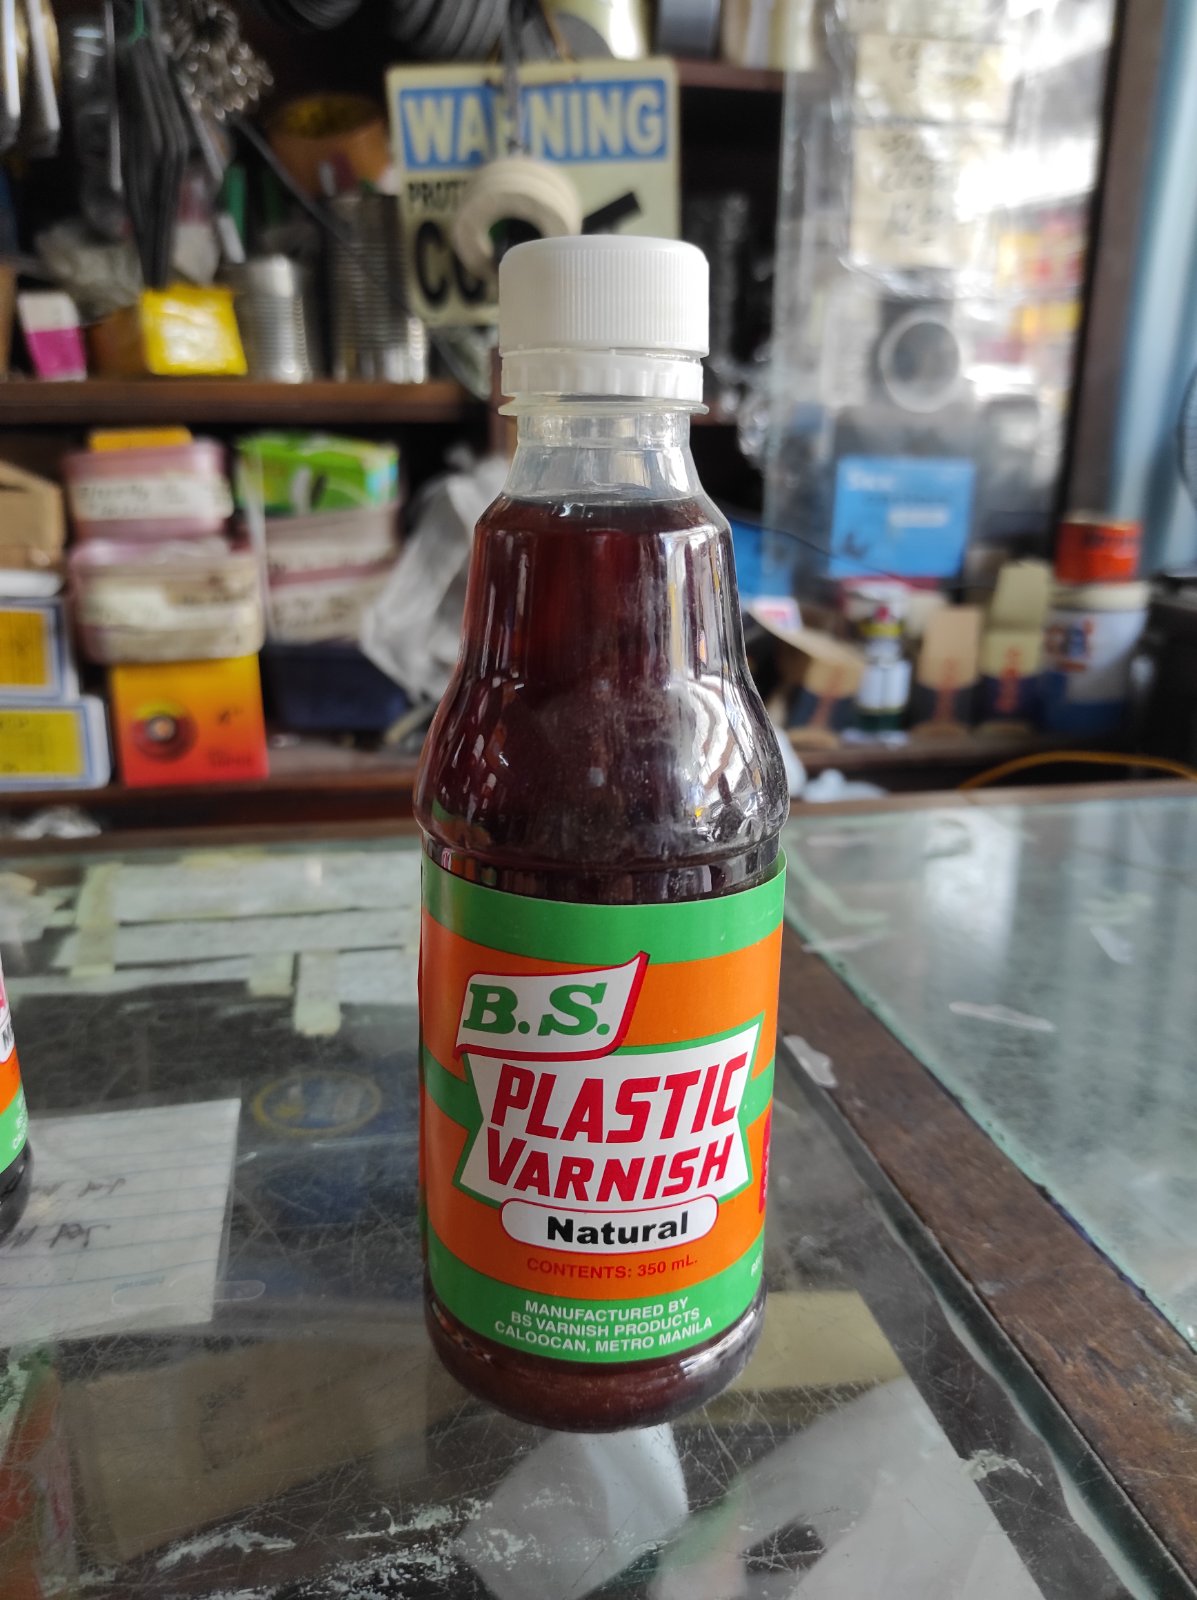 WARNING
B.S.
PLASTIC
VARNISH
Natural
CONTENTS: 350 mL.
MANUFACTURED BY
BS VARNISH PRODUCTS
CALOOCAN, METRO MANILA